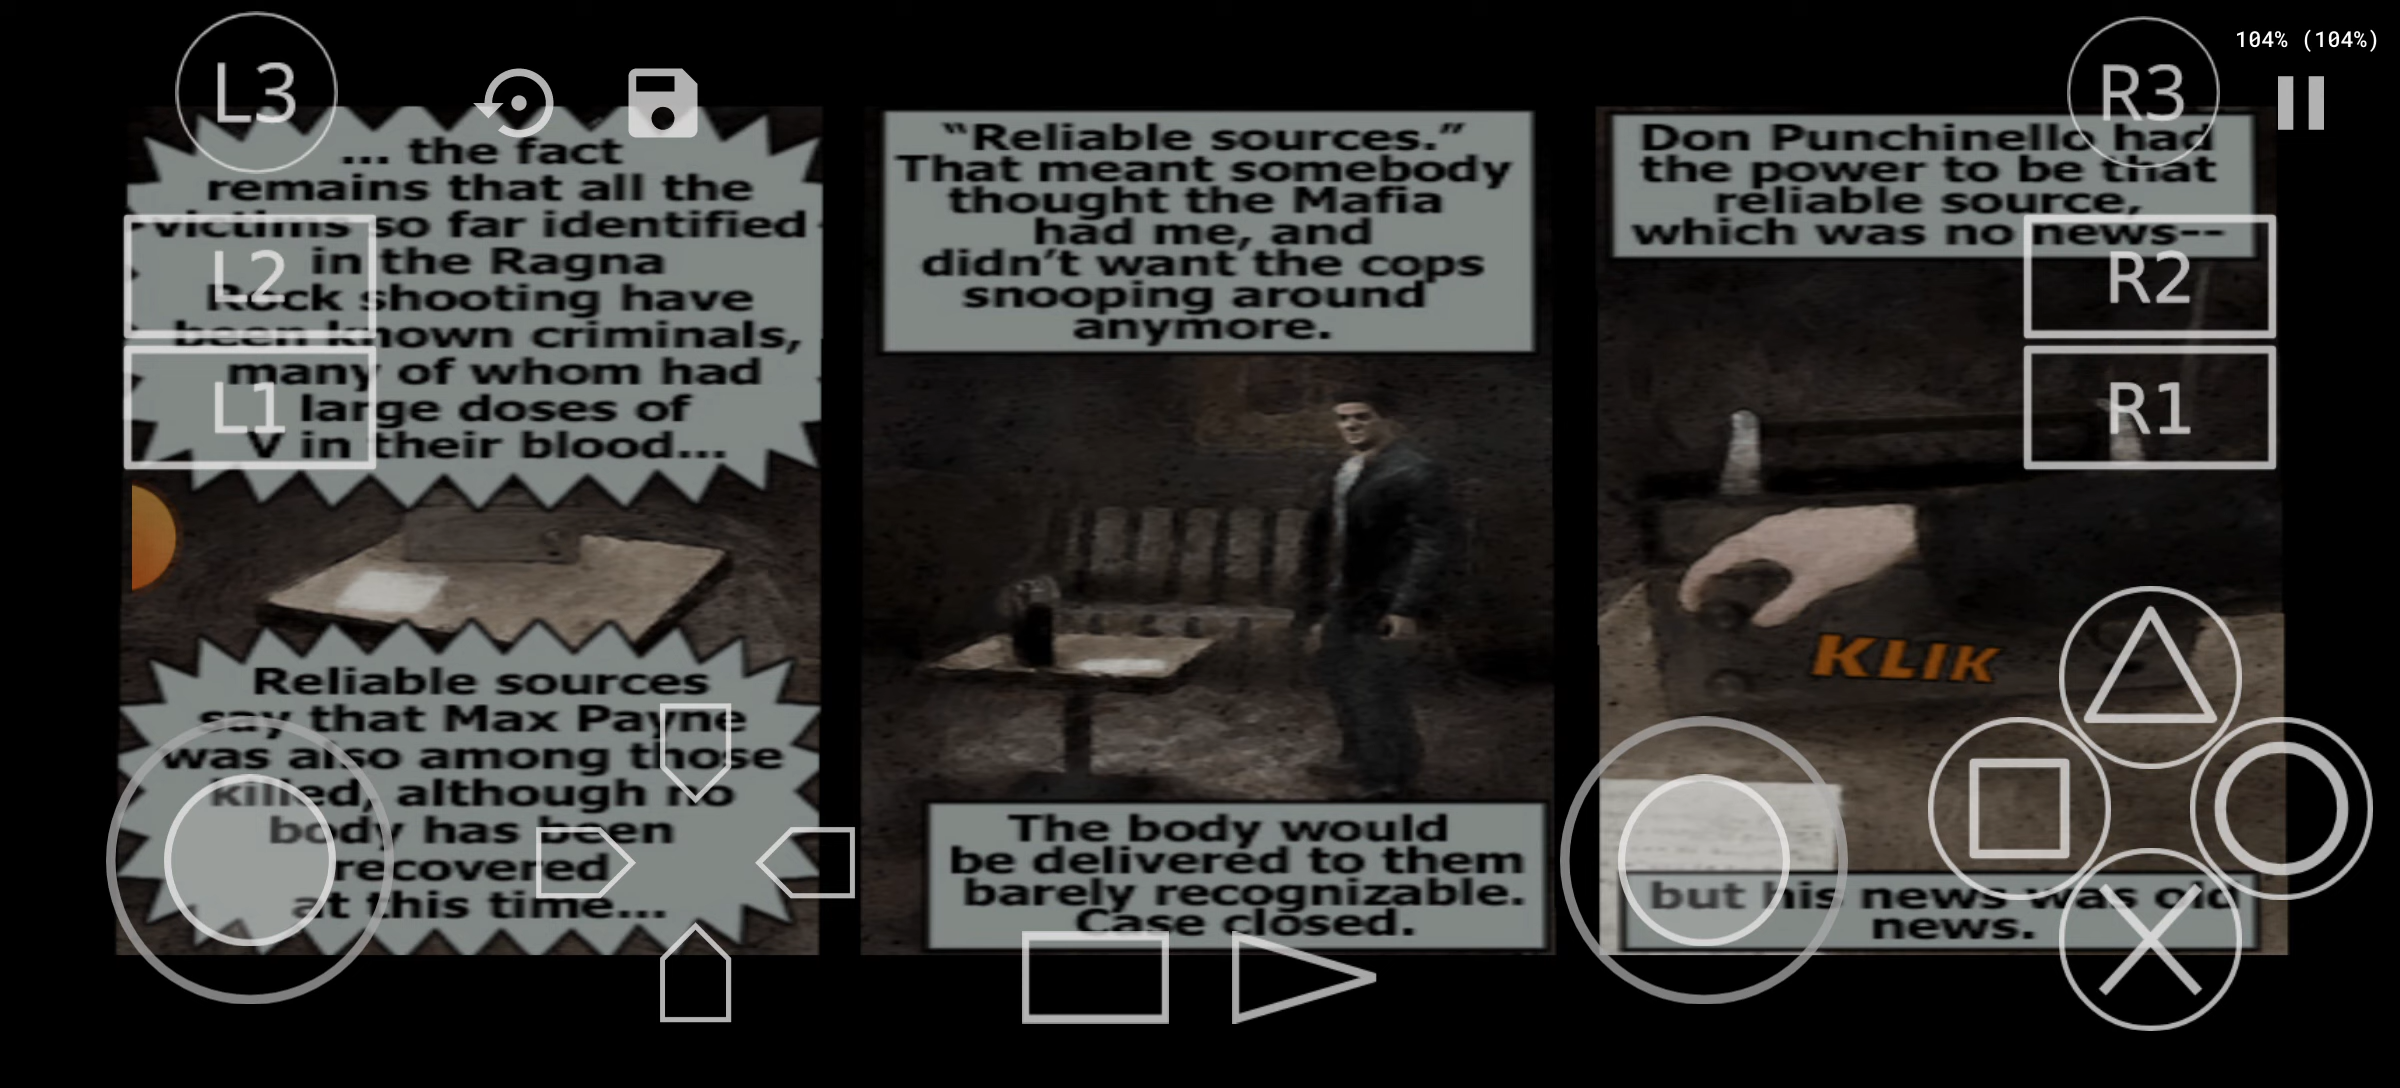 104% (104%)
L3
R3
... the fact
remains that all the
victims so far identified
in the Ragna
Rock shooting have
been known criminals,
many of whom had
large doses of
V in their blood...
L2
L1
Reliable sources
say that Max Payne
was also among those
killed, although no
body has been
recovered
at this time...
“Reliable sources.”
That meant somebody
thought the Mafia
had me, and
didn’t want the cops
snooping around
anymore.
The body would
be delivered to them
barely recognizable.
Case closed.
Don Punchinello had
the power to be that
reliable source,
which was no news--
R2
R1
KLIK
but his news was old
news.